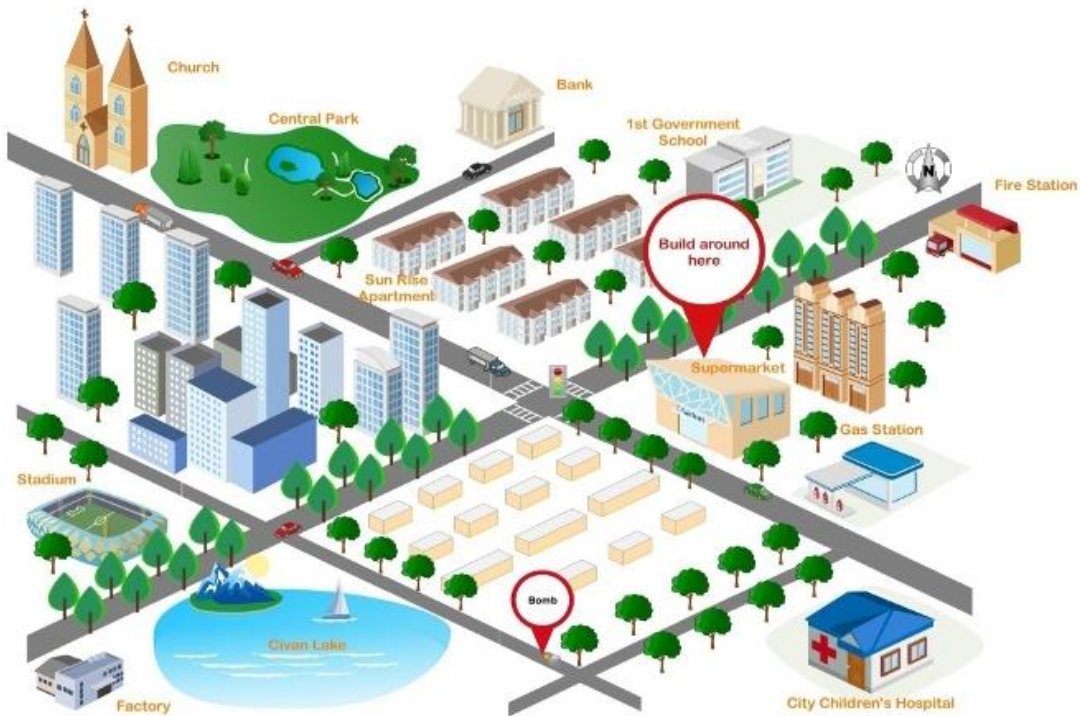 Church
Bank
Central Park
1st Government
School
N
Fire Station
Build around
here
Sun Rise
Apartment
Supermarket
Gas Station
Stadium
Bomb
Civan Lake
City Children's Hospital
Factory